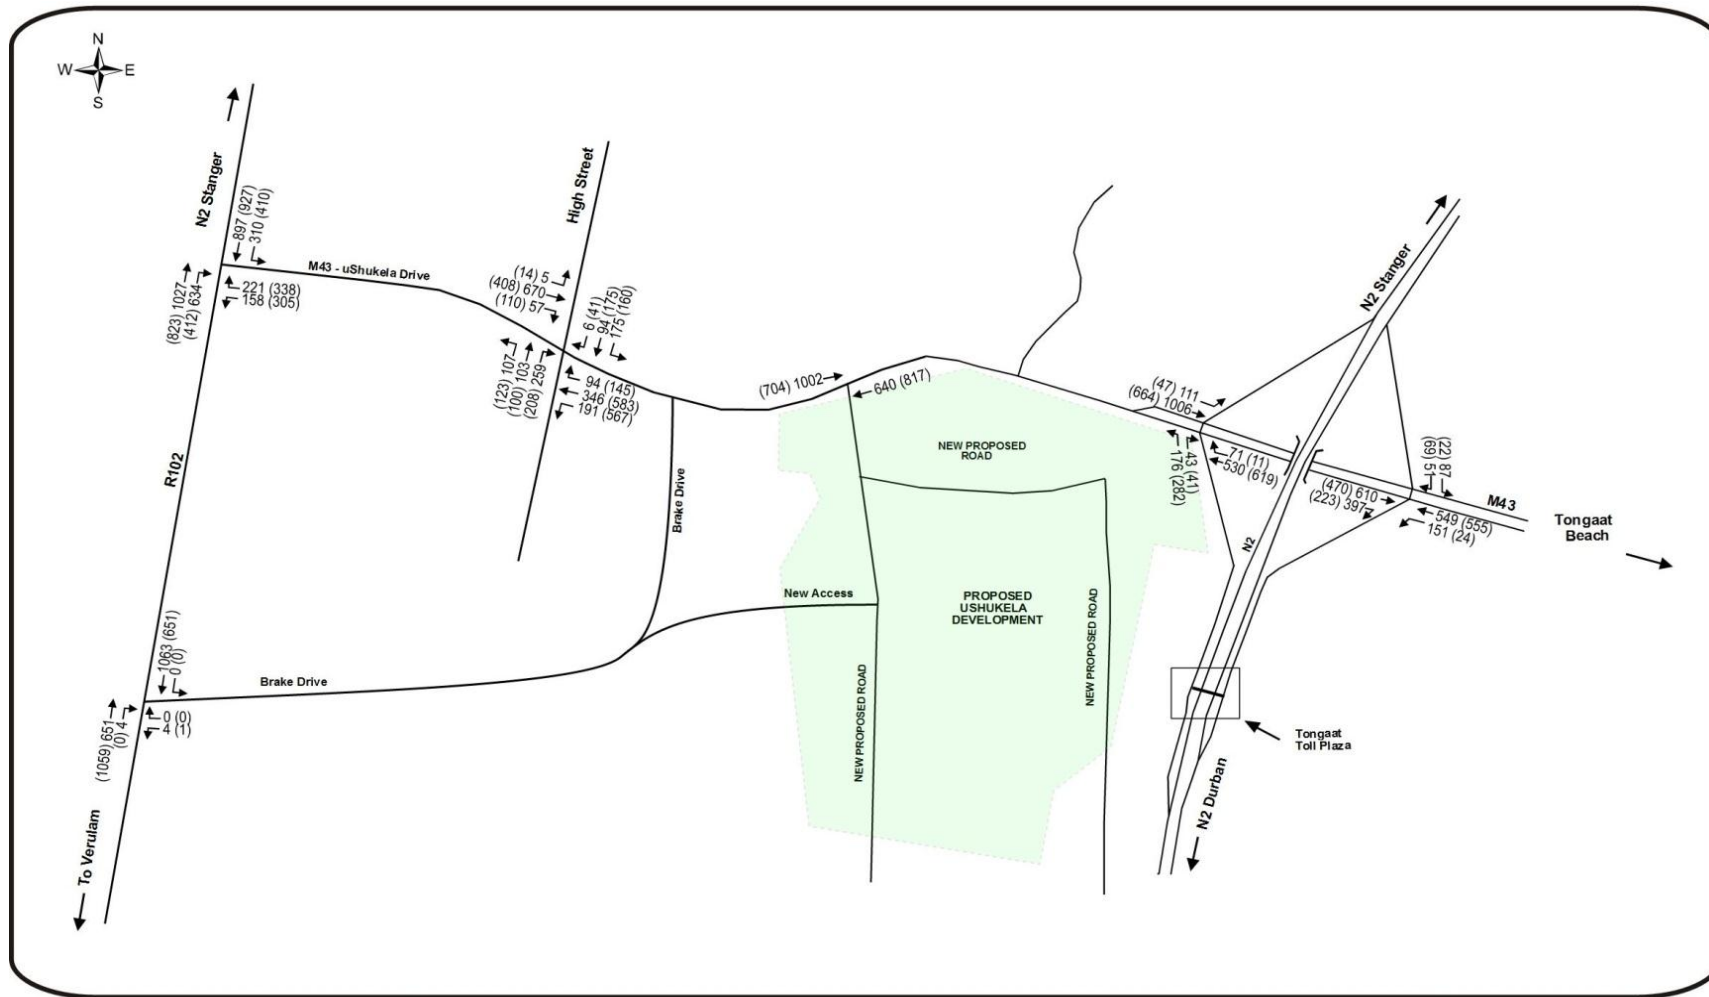 N
W E
S
N2 Stanger
897 (927)
310 (410)
(823) 1027
(412) 634
221 (338)
158 (305)
M43 - uShukela Drive
High Street
(14) 5
(408) 670
(110) 57
6 (41)
94 (175)
175 (160)
(123) 107
(100) 103
(208) 259
94 (145)
346 (583)
191 (567)
(704) 1002
640 (817)
(47) 111
(664) 1006
N2 Stanger
43 (41)
176 (282)
71 (11)
530 (619)
(22) 87
(69) 51
(470) 610
(223) 397
M43
549 (555)
151 (24)
Tongaat
Beach
R102
Brake Drive
NEW PROPOSED
ROAD
N2
New Access
PROPOSED
USHUKELA
DEVELOPMENT
NEW PROPOSED ROAD
NEW PROPOSED ROAD
1063 (651)
0 (0)
Brake Drive
(1059) 651
(0) 4
0 (0)
4 (1)
Tongaat
Toll Plaza
N2 Durban
To Verulam